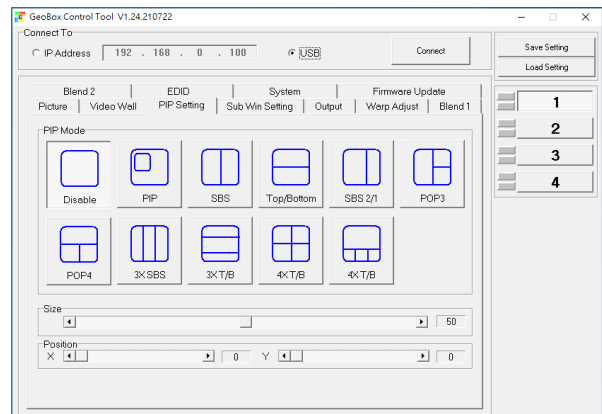 GeoBox Control Tool V1.24.210722
Connect To
IP Address 192 . 168 . 0 . 100 USB Connect
Save Setting
Load Setting
Blend 2 EDID System Firmware Update
Picture Video Wall PIP Setting Sub Win Setting Output Warp Adjust Blend 1
1
2
3
4
PIP Mode
Disable PIP SBS Top/Bottom SBS 2/1 POP3
POP4 3X SBS 3X T/B 4X T/B 4X T/B
Size
50
Position
X 0 Y 0